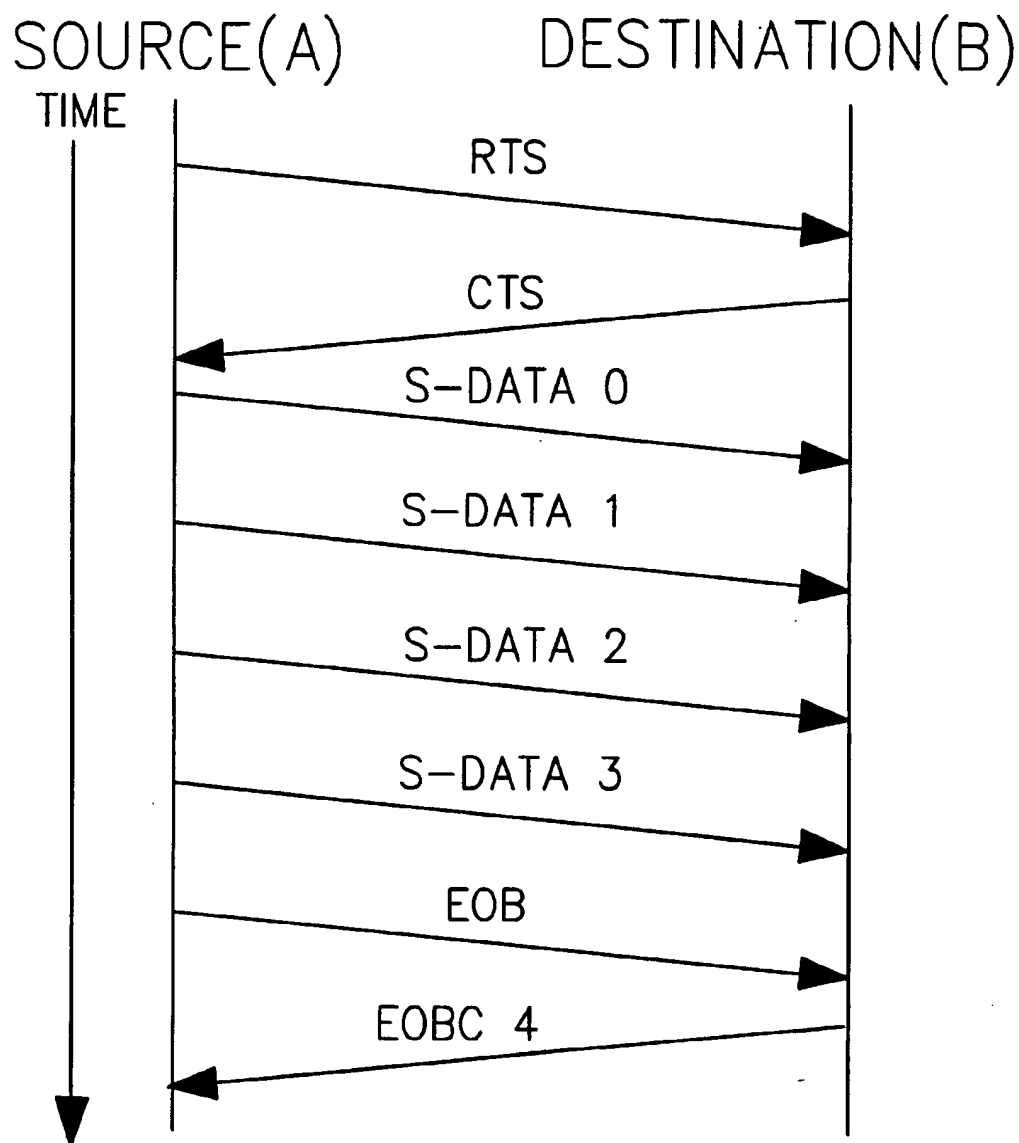 SOURCE(A) DESTINATION(B)
TIME
RTS
CTS
S-DATA 0
S-DATA 1
S-DATA 2
S-DATA 3
EOB
EOBC 4